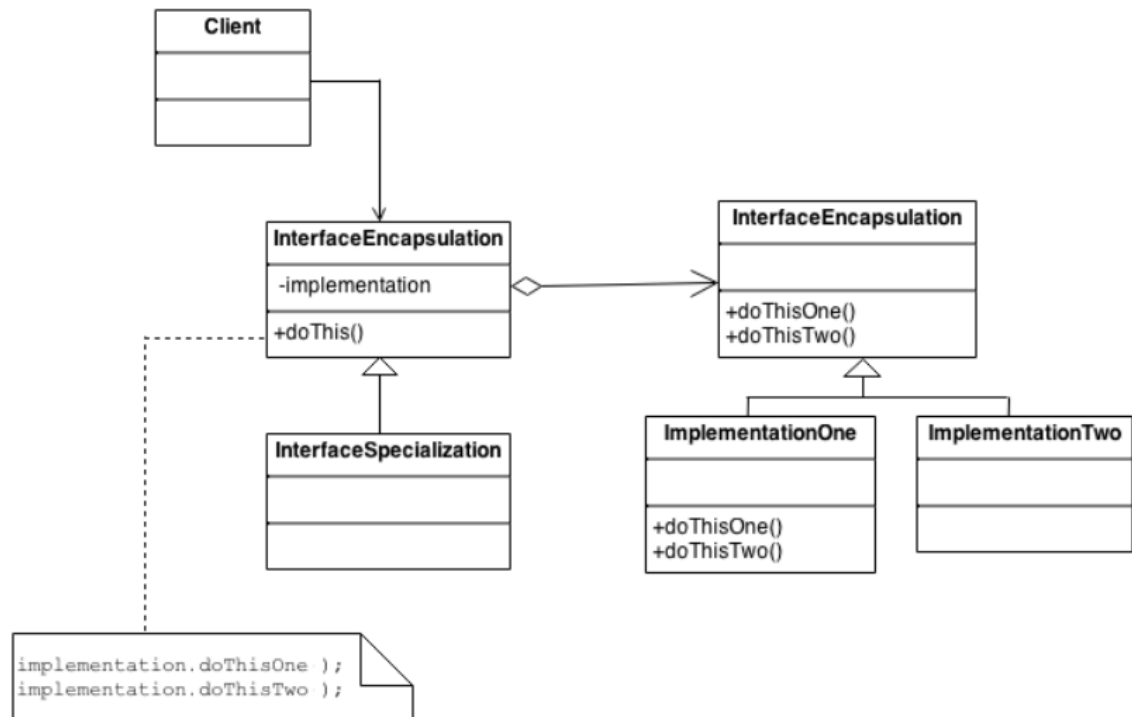 Client
InterfaceEncapsulation
-implementation
+doThis()
InterfaceSpecialization
InterfaceEncapsulation
+doThisOne()
+doThisTwo()
ImplementationOne
+doThisOne()
+doThisTwo()
ImplementationTwo
implementation.doThisOne );
implementation.doThisTwo );